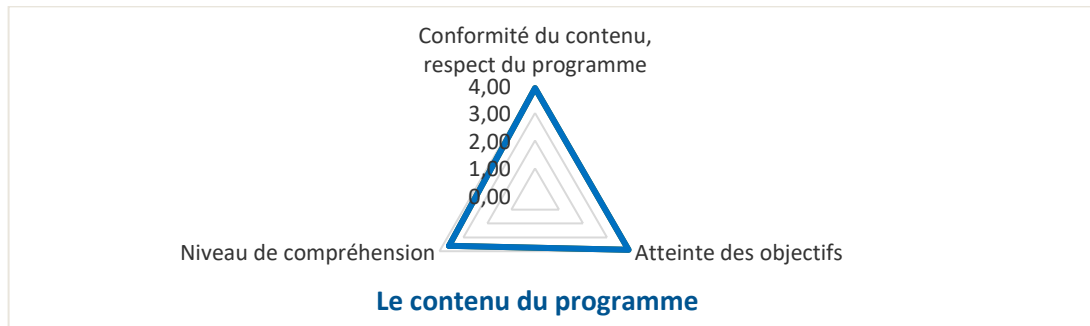 Conformité du contenu,
respect du programme
4,00
3,00
2,00
1,00
0,00
Niveau de compréhension
Atteinte des objectifs
Le contenu du programme